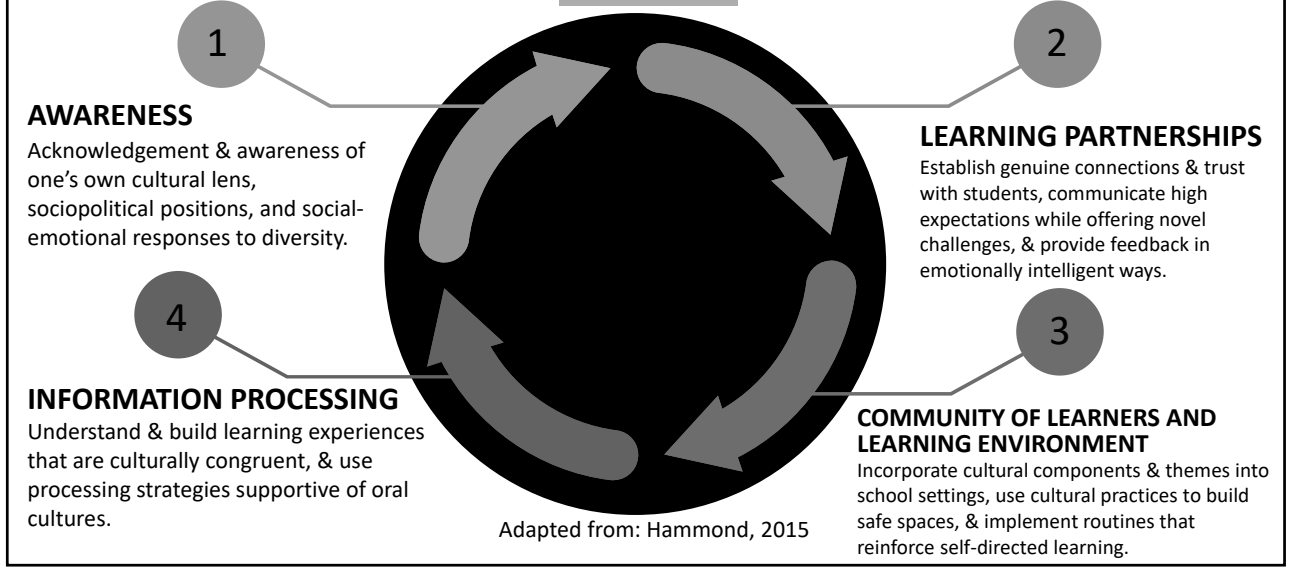 1
AWARENESS
Acknowledgement & awareness of
one's own cultural lens,
sociopolitical positions, and social-
emotional responses to diversity.
2
LEARNING PARTNERSHIPS
Establish genuine connections & trust
with students, communicate high
expectations while offering novel
challenges, & provide feedback in
emotionally intelligent ways.
3
COMMUNITY OF LEARNERS AND
LEARNING ENVIRONMENT
Incorporate cultural components & themes into
school settings, use cultural practices to build
safe spaces, & implement routines that
reinforce self-directed learning.
4
INFORMATION PROCESSING
Understand & build learning experiences
that are culturally congruent, & use
processing strategies supportive of oral
cultures.
Adapted from: Hammond, 2015